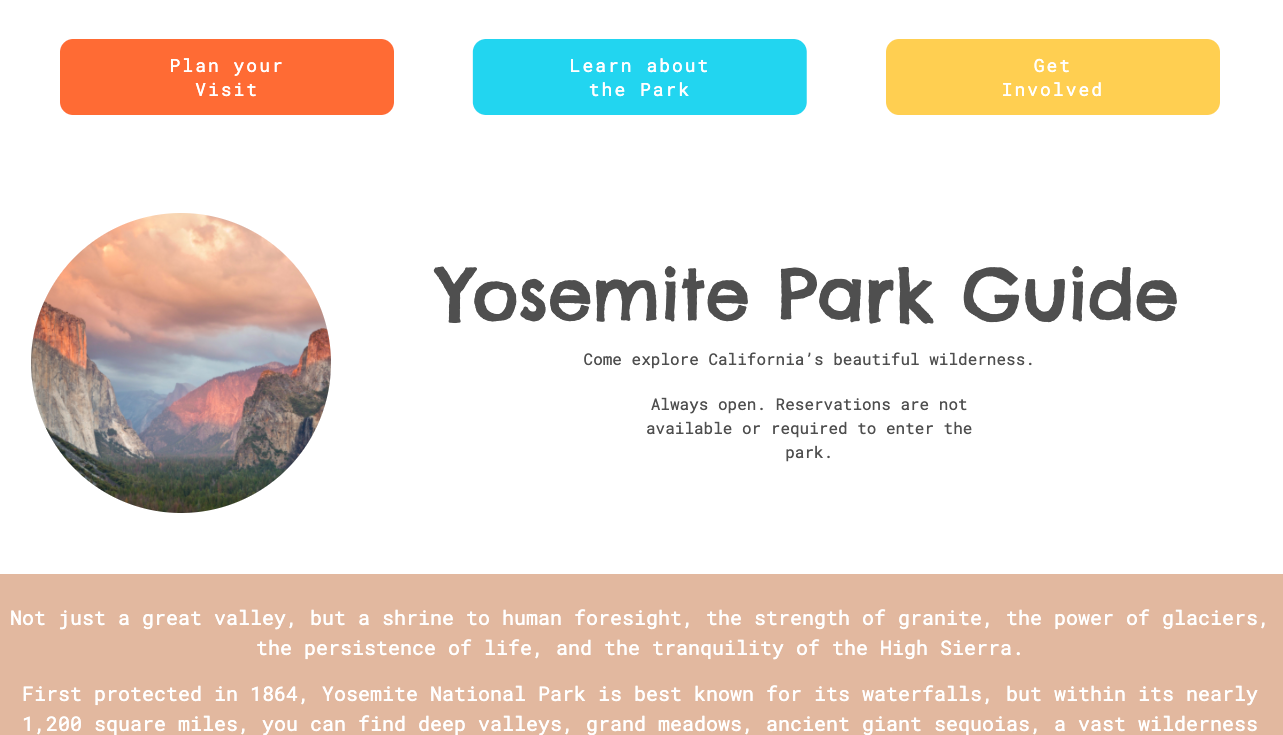 Plan your
Visit
Learn about
the Park
Get
Involved
Yosemite Park Guide
Come explore California’s beautiful wilderness.
Always open. Reservations are not
available or required to enter the
park.
Not just a great valley, but a shrine to human foresight, the strength of granite, the power of glaciers,
the persistence of life, and the tranquility of the High Sierra.
First protected in 1864, Yosemite National Park is best known for its waterfalls, but within its nearly
1,200 square miles, you can find deep valleys, grand meadows, ancient giant sequoias, a vast wilderness